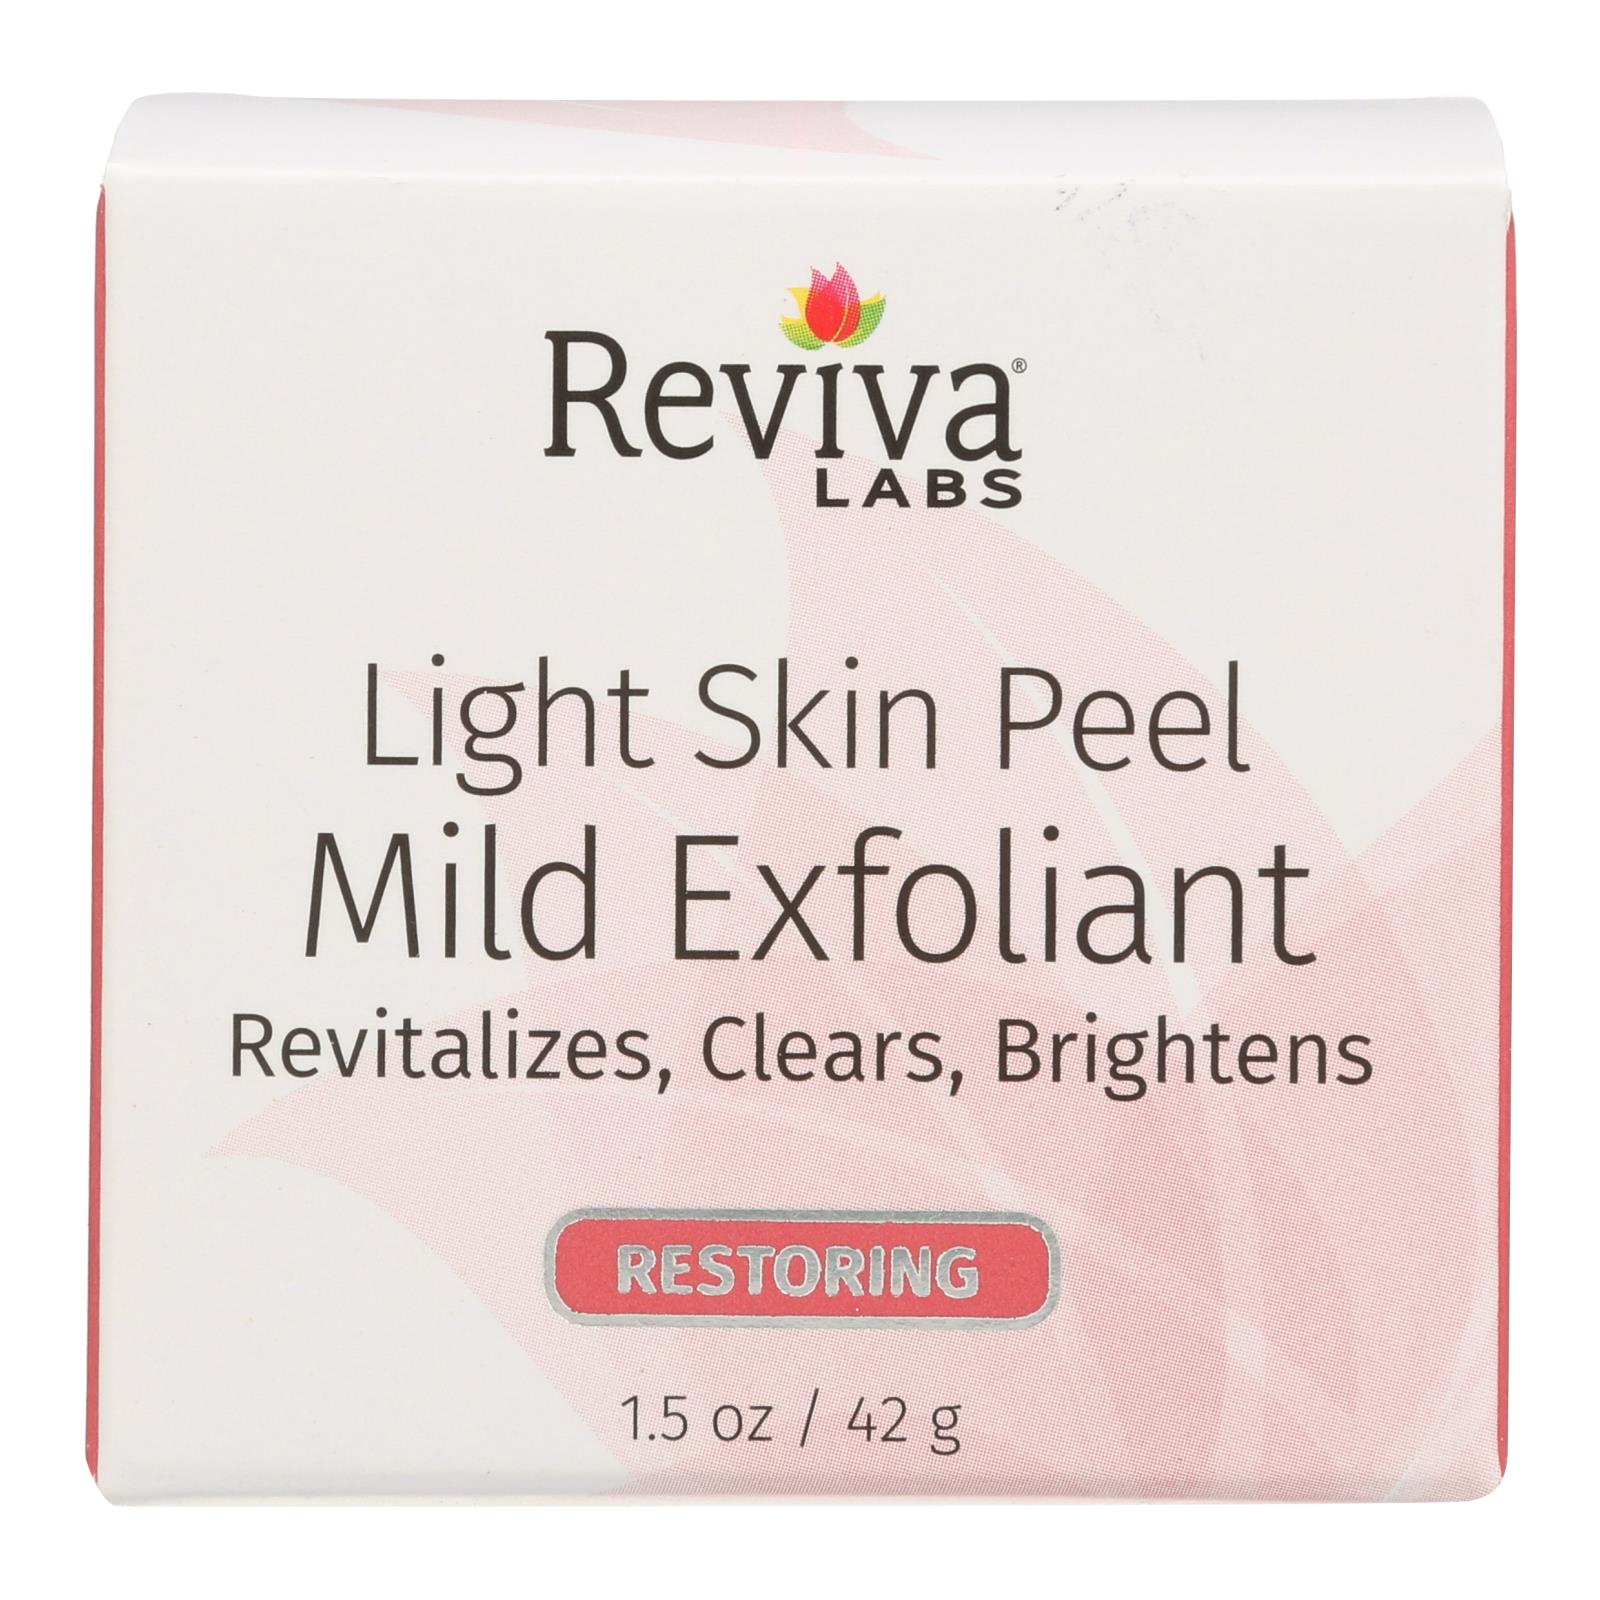 Reviva®
LABS
Light Skin Peel
Mild Exfoliant
Revitalizes, Clears, Brightens
RESTORING
1.5 oz / 42 g